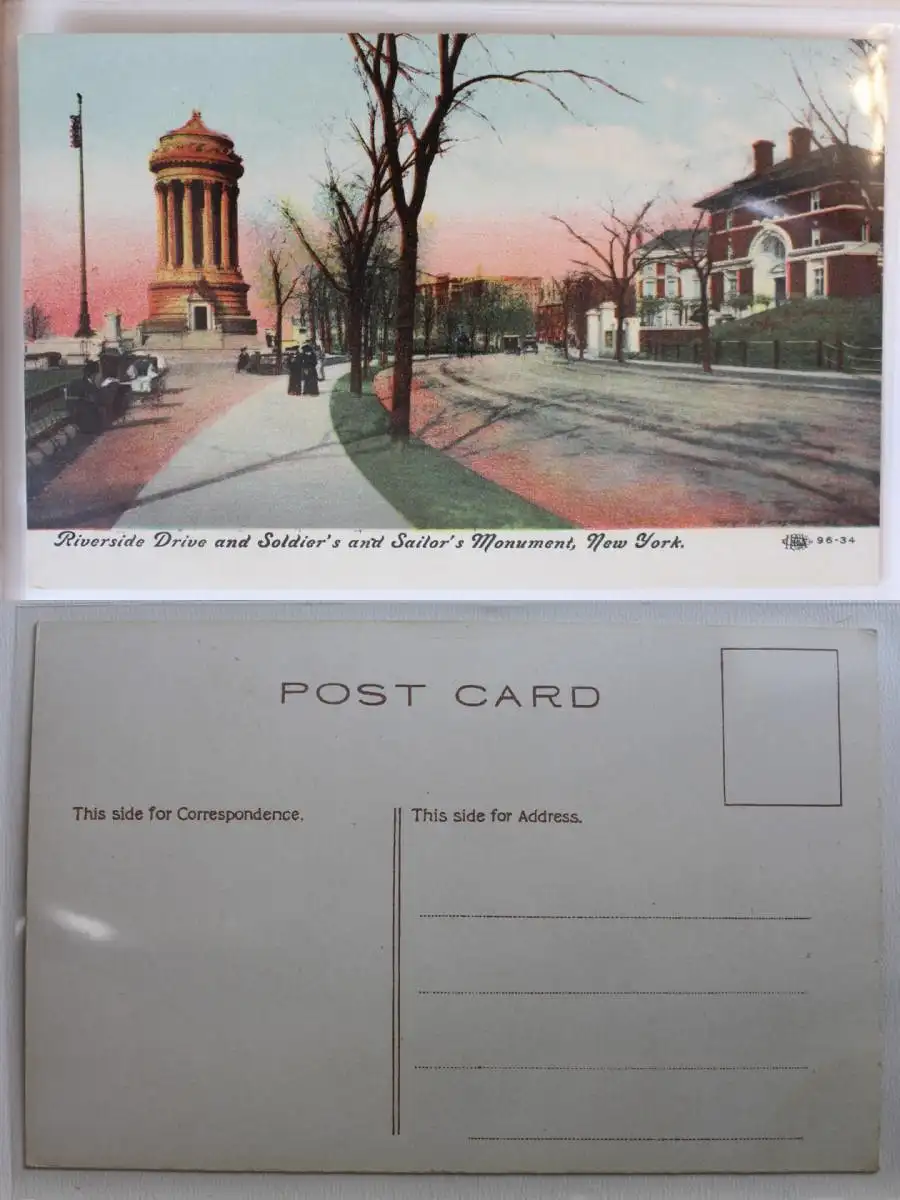 Riverside Drive and Soldier's and Sailor's Monument, New York.
96-34
POST CARD
This side for Correspondence.
This side for Address.